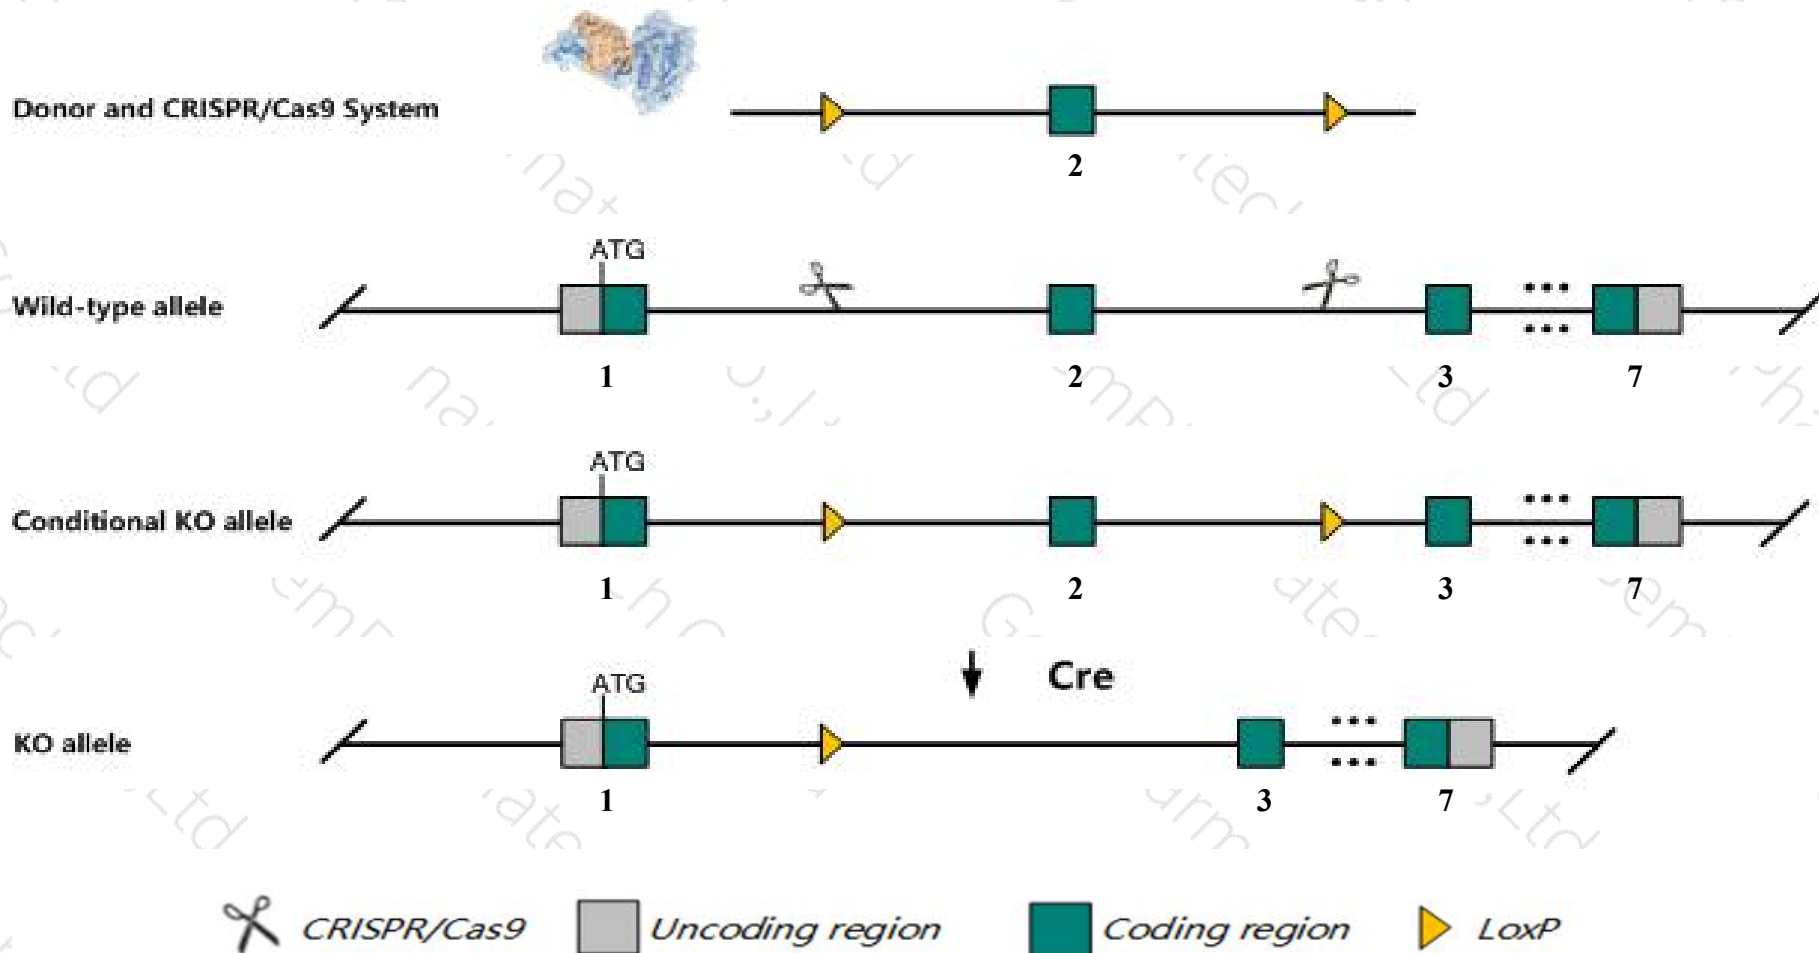 Donor and CRISPR/Cas9 System
2
ATG
Wild-type allele
1 2 3 7
ATG
Conditional KO allele
1 2 3 7
Cre
ATG
KO allele
1 3 7
CRISPR/Cas9 Uncoding region Coding region LoxP